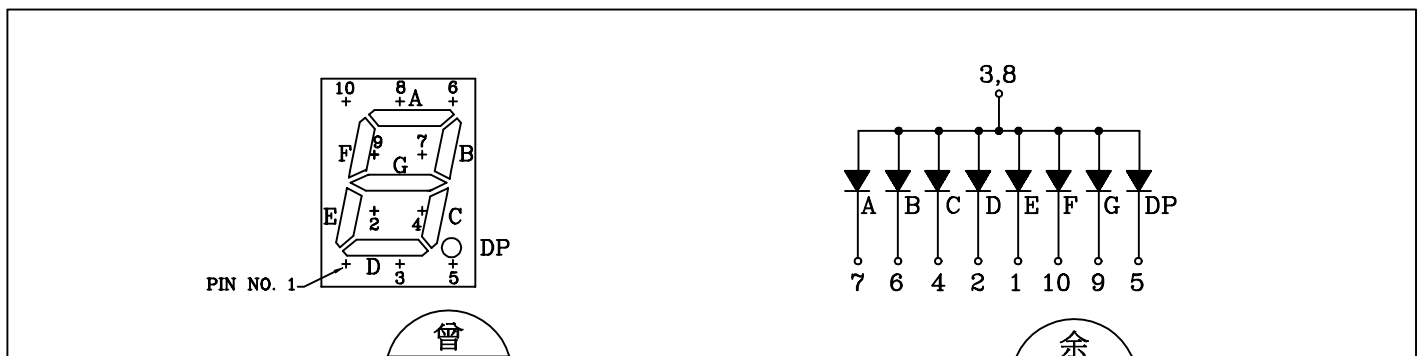 10 8 6
A
9 7
F B
G
E 2 4 C
DP
D
3 5
PIN NO. 1
3,8
A B C D E F G DP
7 6 4 2 1 10 9 5
曾
余